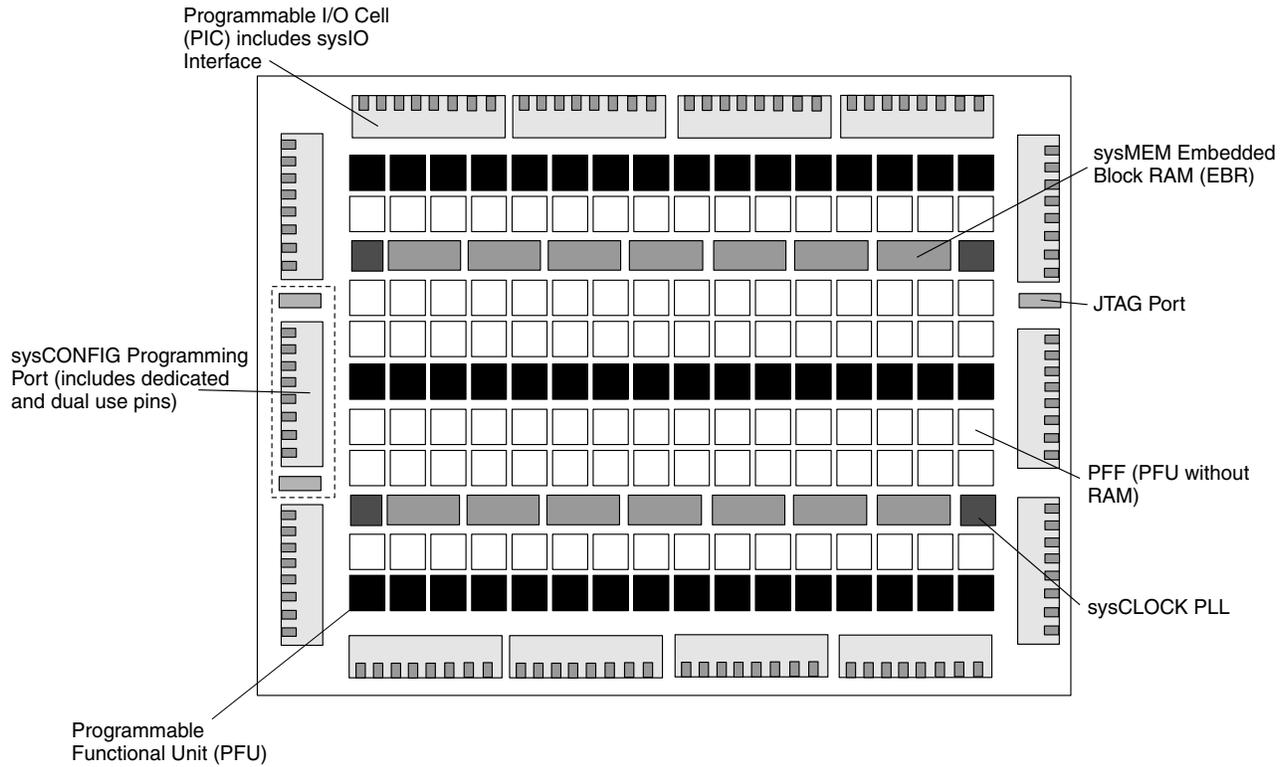 Programmable I/O Cell
(PIC) includes sysIO
Interface
sysMEM Embedded
Block RAM (EBR)
JTAG Port
sysCONFIG Programming
Port (includes dedicated
and dual use pins)
PFF (PFU without
RAM)
sysCLOCK PLL
Programmable
Functional Unit (PFU)